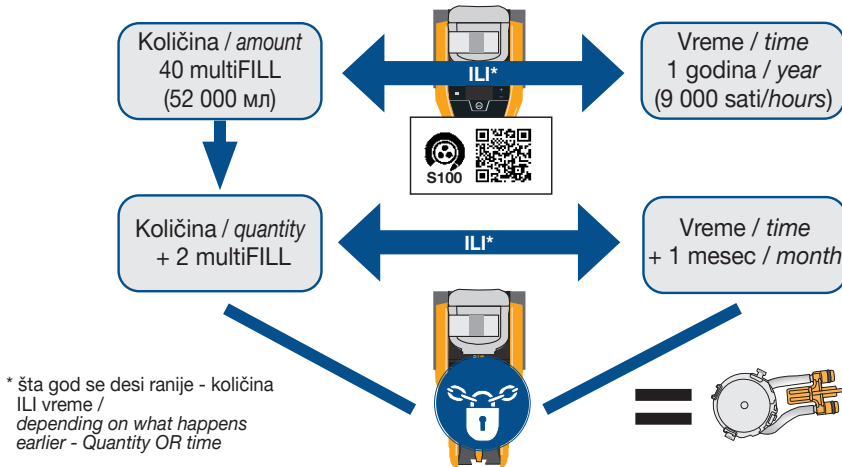 Količina / amount
40 multiFILL
(52 000 мл)
ILI*
Vreme / time
1 godina / year
(9 000 sati/hours)
S100
Količina / quantity
+ 2 multiFILL
ILI*
Vreme / time
+ 1 mesec / month
* šta god se desi ranije - količina
ILI vreme /
depending on what happens
earlier - Quantity OR time